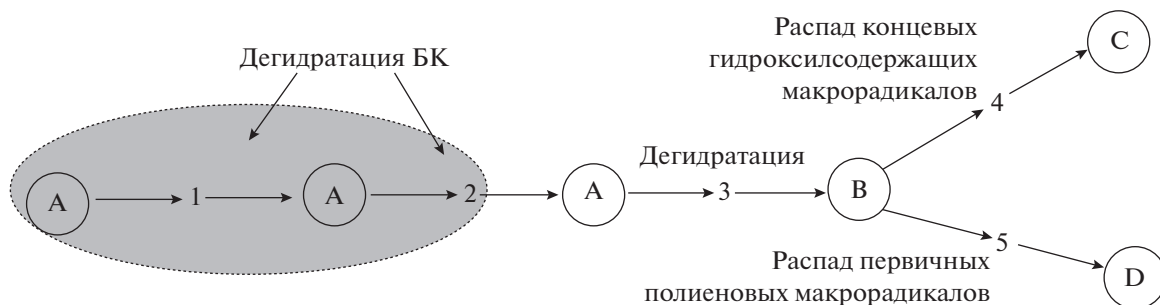 Дегидратация БК
Распад концевых
гидроксилсодержащих
макрорадикалов
C
4
A
1
A
2
A
Дегидратация
3
B
5
D
Распад первичных
полиеновых макрорадикалов